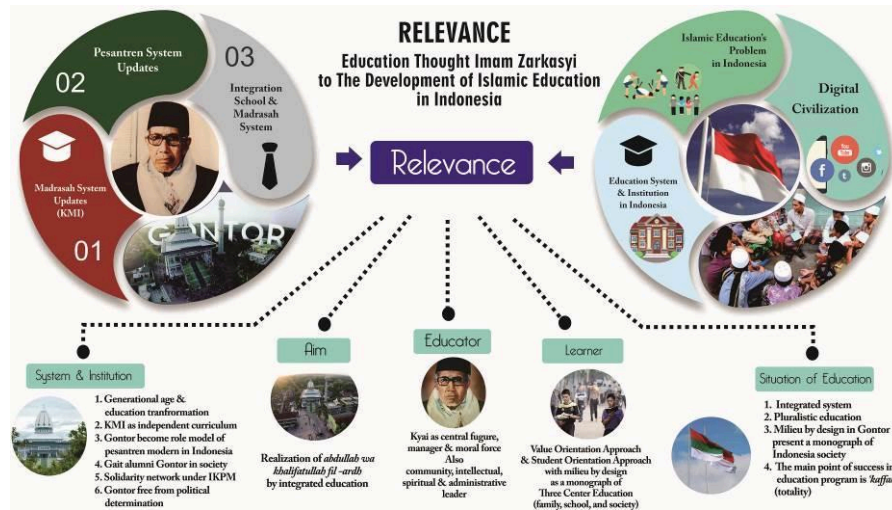 RELEVANCE
Education Thought Imam Zarkasyi
to The Development of Islamic Education
in Indonesia
Pesantren System
Updates
02
03
Integration
School &
Madrasah
System
Madrasah System
Updates
(KMI)
01
GONTOR
Relevance
Islamic Education's
Problem
in Indonesia
Digital
Civilization
You
Tube
f
t
Education System
& Institution
in Indonesia
System & Institution
1. Generational age &
education tranformation
2. KMI as independent curriculum
3. Gontor become role model of
pesantren modern in Indonesia
4. Gait alumni Gontor in society
5. Solidarity network under IKPM
6. Gontor free from political
determination
Aim
Realization of abdullah wa
khalifatullah fil -ardh
by integrated education
Educator
Kyai as central fugure,
manager & moral force
Also
community, intellectual,
spiritual & administrative
leader
Learner
Value Orientation Approach
& Student Orientation Approach
with milieu by design
as a monograph of
Three Center Education
(family, school, and society)
Situation of Education
1. Integrated system
2. Pluralistic education
3. Milieu by design in Gontor
present a monograph of
Indonesia society
4. The main point of success in
education program is 'kaffah
(totality)